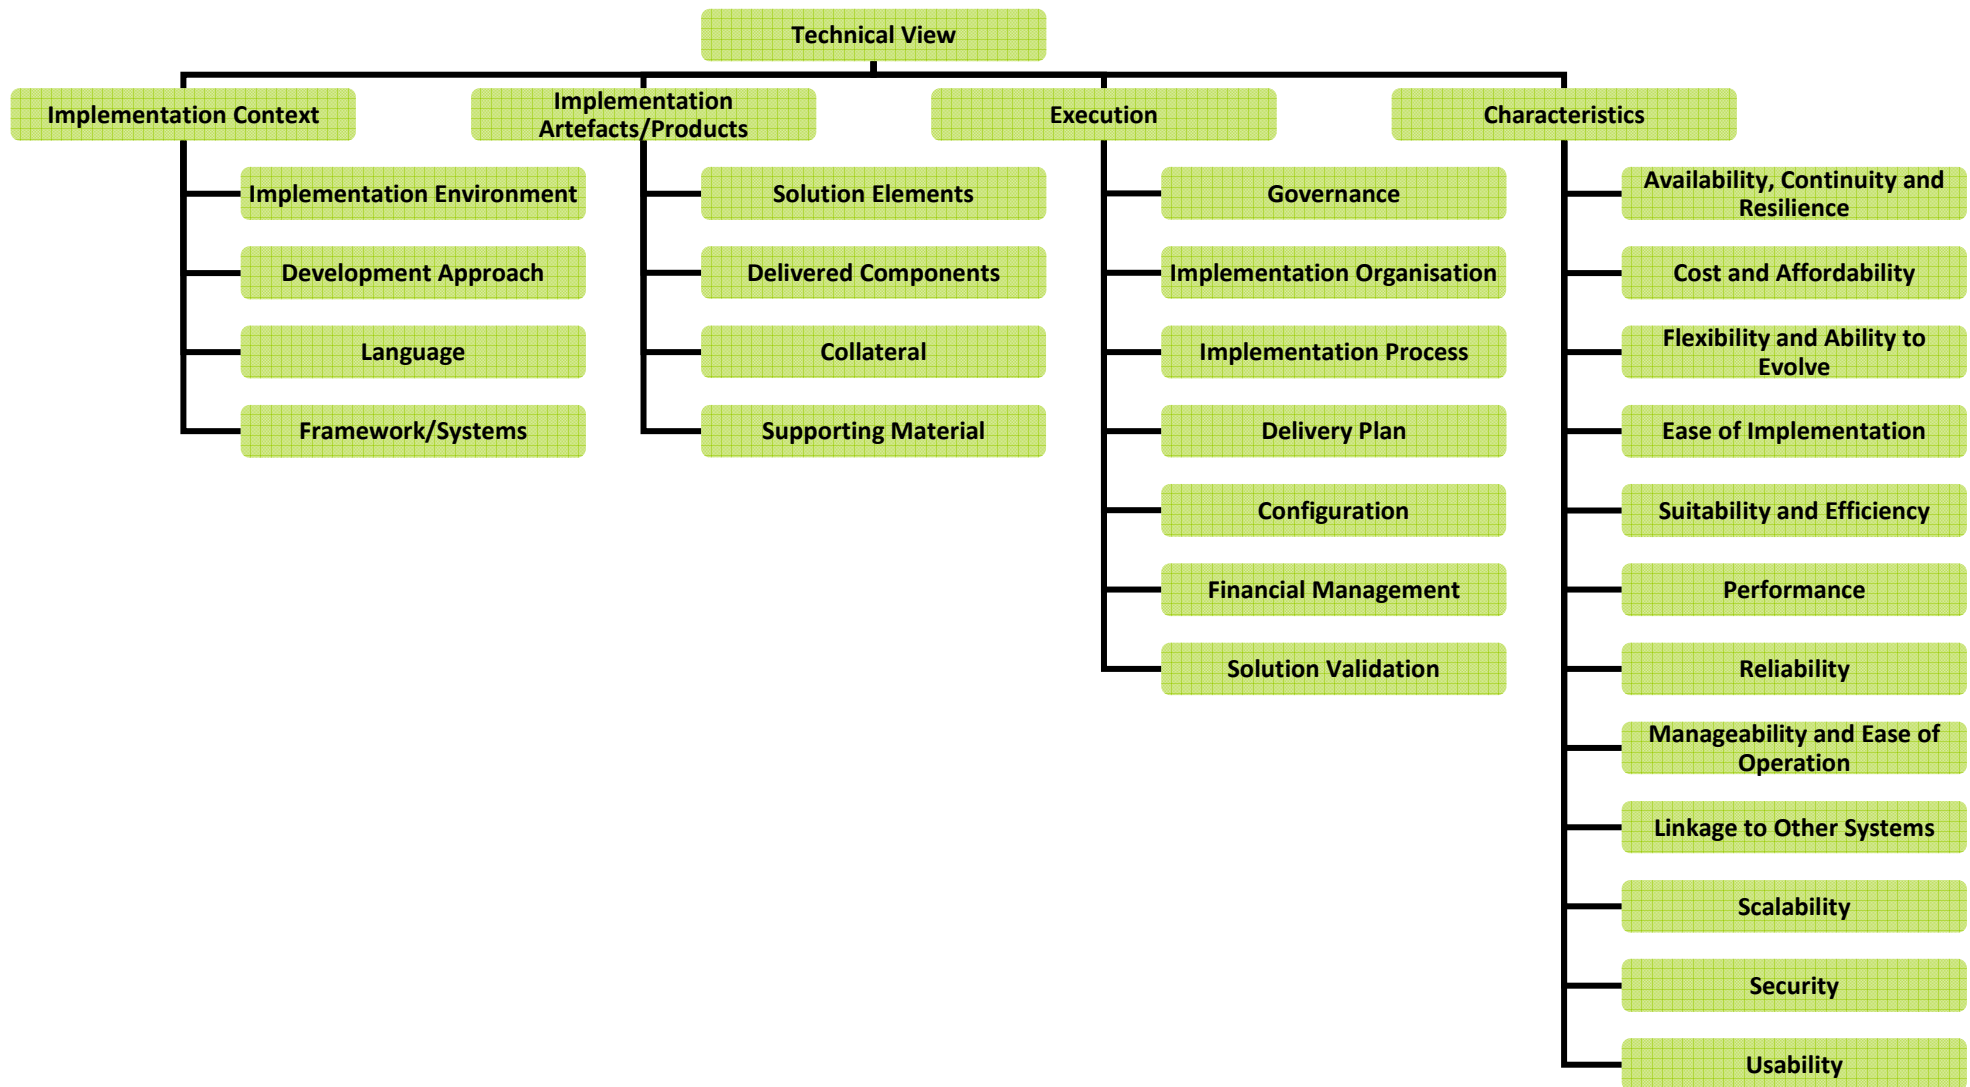 Technical View
Implementation Context
Implementation
Artefacts/Products
Execution
Characteristics
Implementation Environment
Development Approach
Language
Framework/Systems
Solution Elements
Delivered Components
Collateral
Supporting Material
Governance
Implementation Organisation
Implementation Process
Delivery Plan
Configuration
Financial Management
Solution Validation
Availability, Continuity and
Resilience
Cost and Affordability
Flexibility and Ability to
Evolve
Ease of Implementation
Suitability and Efficiency
Performance
Reliability
Manageability and Ease of
Operation
Linkage to Other Systems
Scalability
Security
Usability